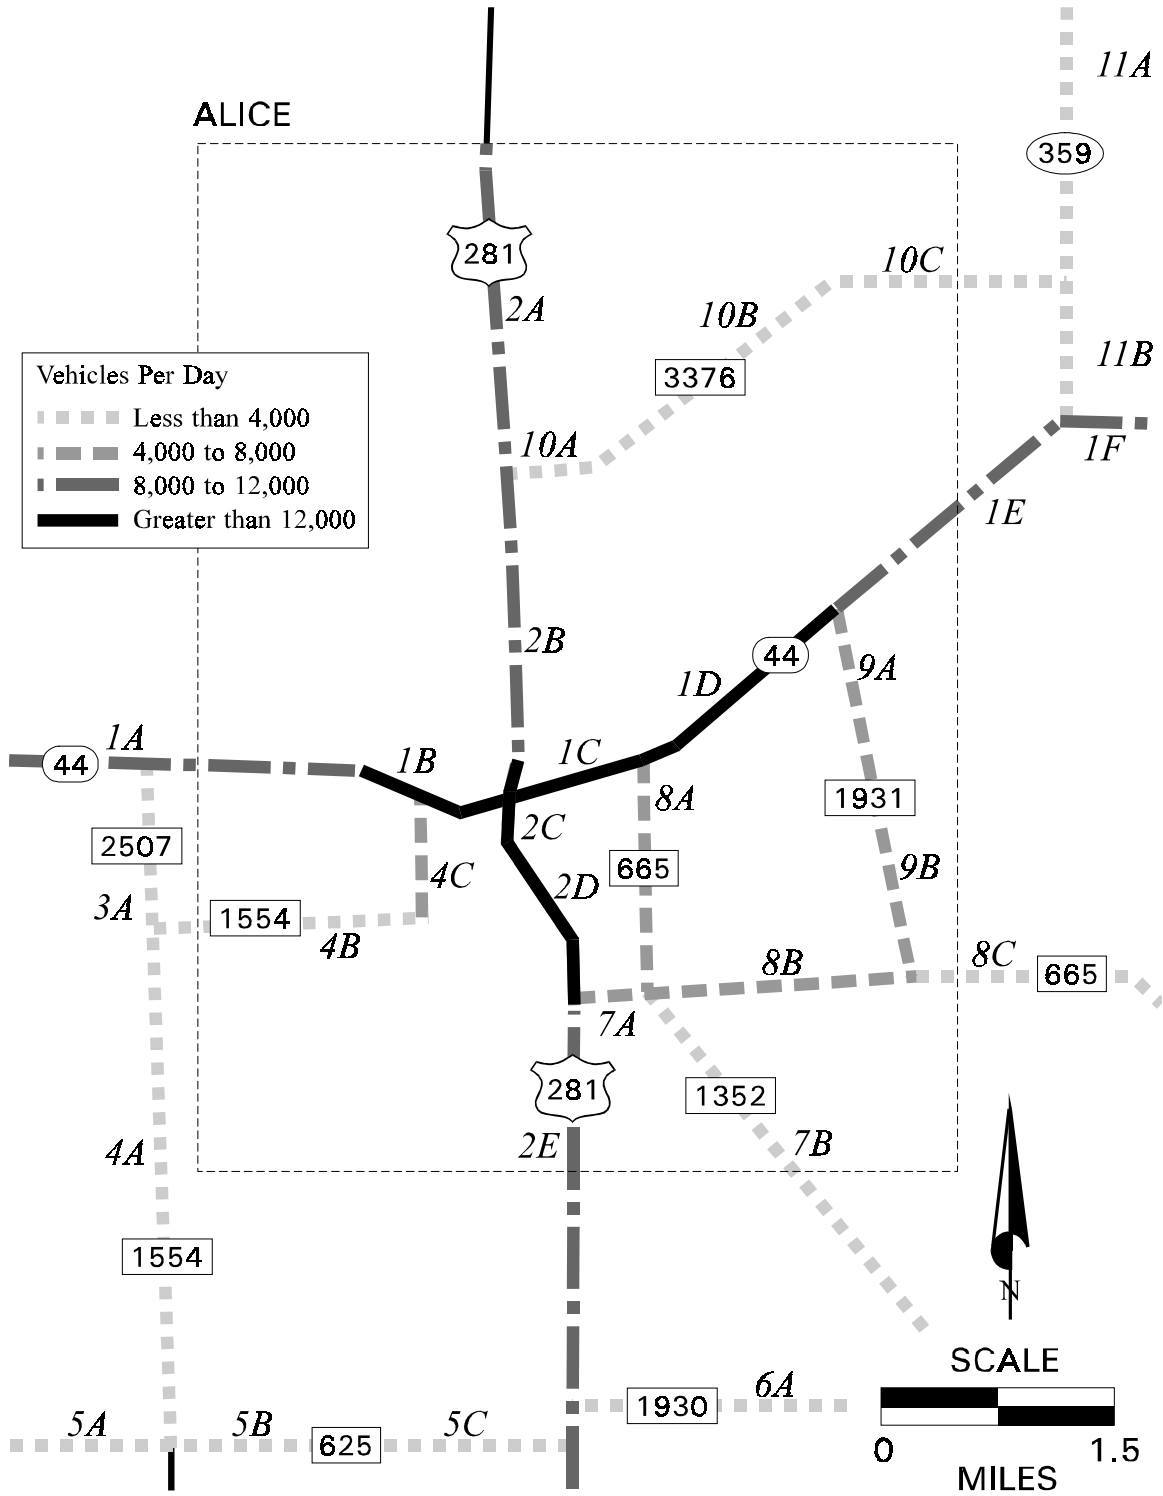 11A
ALICE
359
281
10C
2A
10B
11B
Vehicles Per Day
Less than 4,000
4,000 to 8,000
8,000 to 12,000
Greater than 12,000
3376
10A
1F
1E
2B
44
9A
1D
1A
1C
44
1B
8A
1931
2C
2507
665
9B
4C
2D
3A
1554
4B
8B
8C
665
7A
281
1352
2E
7B
4A
1554
N
SCALE
6A
1930
5A
5B
5C
625
0
1.5
MILES